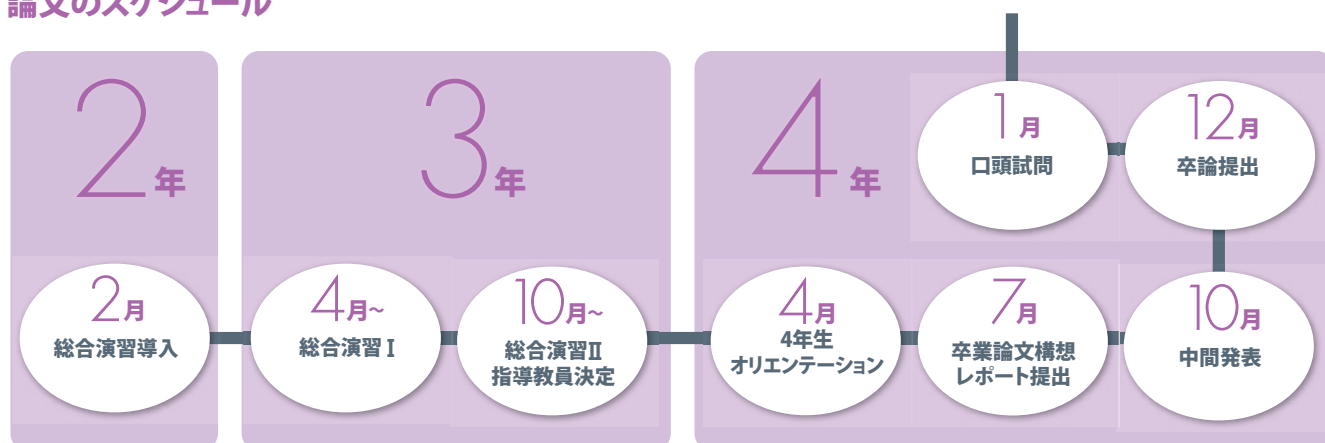 論文のスケジュール
2年
2月
総合演習導入
3年
4月~
総合演習Ⅰ
10月~
総合演習Ⅱ
指導教員決定
4年
4月
4年生
オリエンテーション
7月
卒業論文構想
レポート提出
10月
中間発表
12月
卒論提出
1月
口頭試問